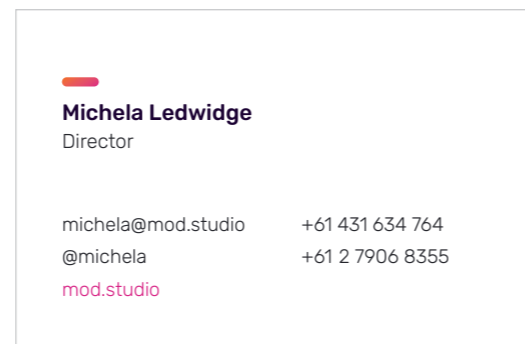 Michela Ledwidge
Director
michela@mod.studio +61 431 634 764
@michela +61 2 7906 8355
mod.studio